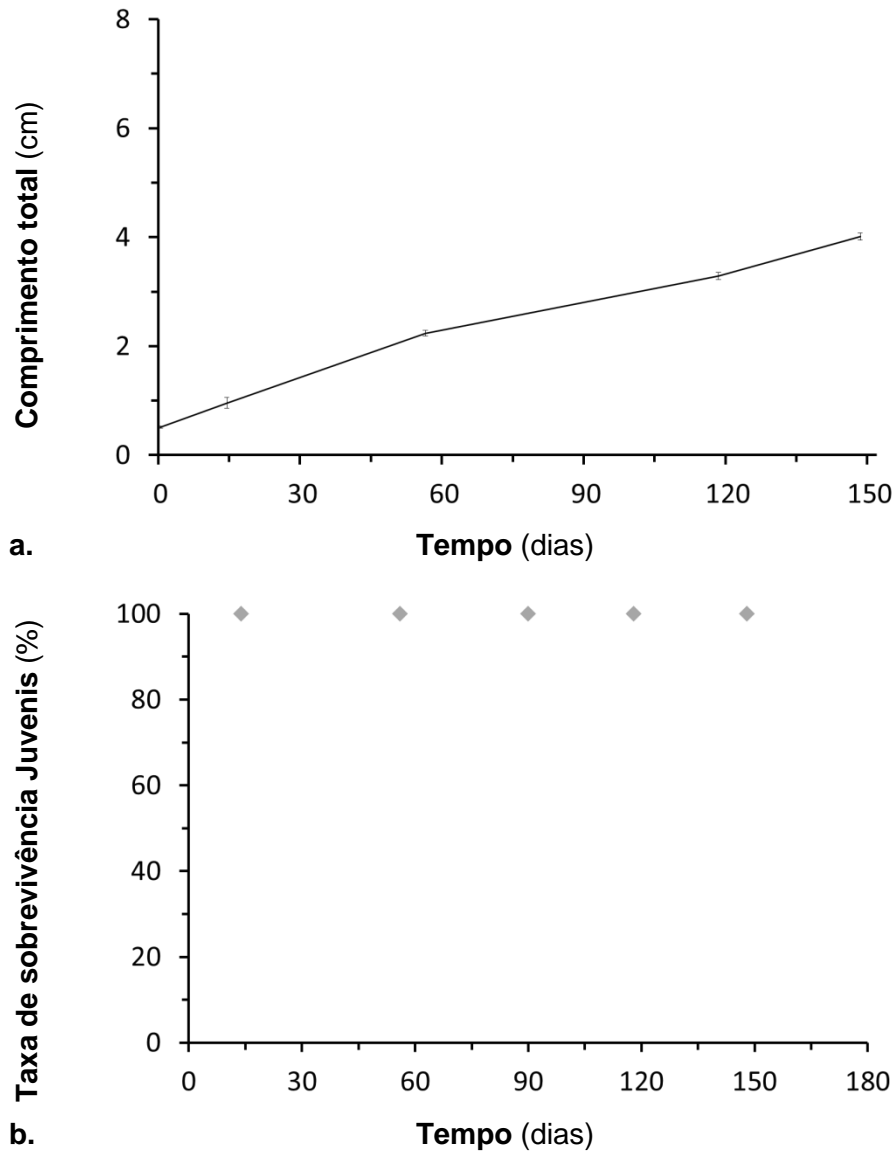 Comprimento total (cm)
8
6
4
2
0
0 30 60 90 120 150
a. Tempo (dias)
Taxa de sobrevivência Juvenis (%)
100
80
60
40
20
0
0 30 60 90 120 150 180
b. Tempo (dias)